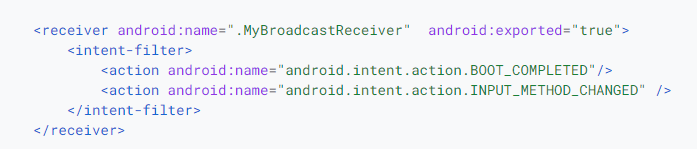 <receiver android:name=".MyBroadcastReceiver"  android:exported="true">
    <intent-filter>
        <action android:name="android.intent.action.BOOT_COMPLETED"/>
        <action android:name="android.intent.action.INPUT_METHOD_CHANGED" />
    </intent-filter>
</receiver>